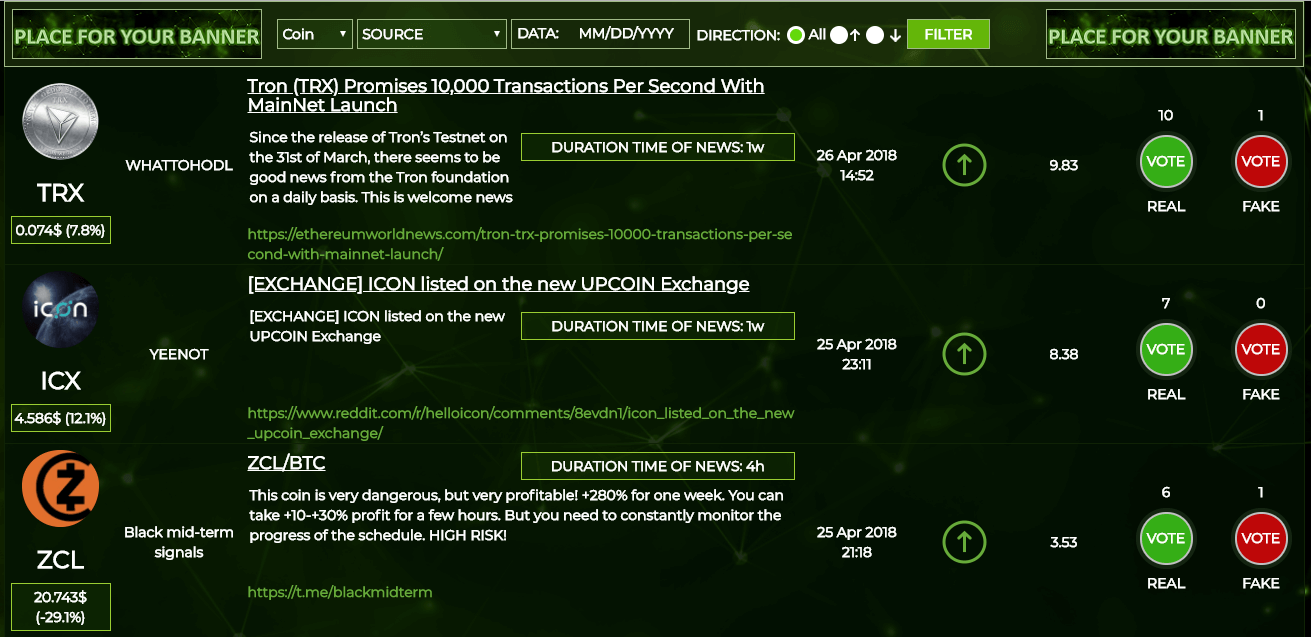 PLACE FOR YOUR BANNER
Coin ▼
SOURCE ▼
DATA: MM/DD/YYYY
DIRECTION: All ↑ ↓
FILTER
PLACE FOR YOUR BANNER
TRX
TRX
0.074$ (7.8%)
WHATTOHODL
Tron (TRX) Promises 10,000 Transactions Per Second With
MainNet Launch
Since the release of Tron's Testnet on
the 31st of March, there seems to be
good news from the Tron foundation
on a daily basis. This is welcome news
DURATION TIME OF NEWS: 1w
https://ethereumworldnews.com/tron-trx-promises-10000-transactions-per-se
cond-with-mainnet-launch/
26 Apr 2018
14:52
9.83
10
VOTE
REAL
1
VOTE
FAKE
icon
ICX
4.586$ (12.1%)
YEENOT
[EXCHANGE] ICON listed on the new UPCOIN Exchange
[EXCHANGE] ICON listed on the new
UPCOIN Exchange
DURATION TIME OF NEWS: 1w
https://www.reddit.com/r/helloicon/comments/8evdn1/icon_listed_on_the_new
_upcoin_exchange/
25 Apr 2018
23:11
8.38
7
VOTE
REAL
0
VOTE
FAKE
ZCL
20.743$
(-29.1%)
Black mid-term
signals
ZCL/BTC
DURATION TIME OF NEWS: 4h
This coin is very dangerous, but very profitable! +280% for one week. You can
take +10-+30% profit for a few hours. But you need to constantly monitor the
progress of the schedule. HIGH RISK!
https://t.me/blackmidterm
25 Apr 2018
21:18
3.53
6
VOTE
REAL
1
VOTE
FAKE